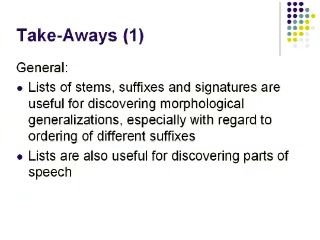 Take-Aways (1)
General:
Lists of stems, suffixes and signatures are
useful for discovering morphological
generalizations, especially with regard to
ordering of different suffixes
Lists are also useful for discovering parts of
speech